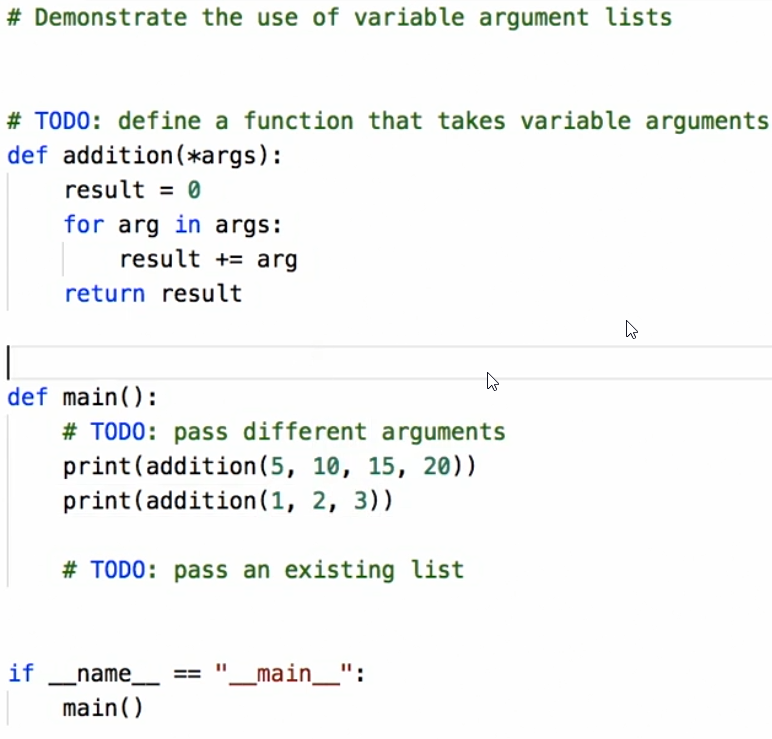 # Demonstrate the use of variable argument lists
# TODO: define a function that takes variable arguments
def addition(*args):
    result = 0
    for arg in args:
        result += arg
    return result
def main():
    # TODO: pass different arguments
    print(addition(5, 10, 15, 20))
    print(addition(1, 2, 3))
    # TODO: pass an existing list
if __name__ == "__main__":
    main()